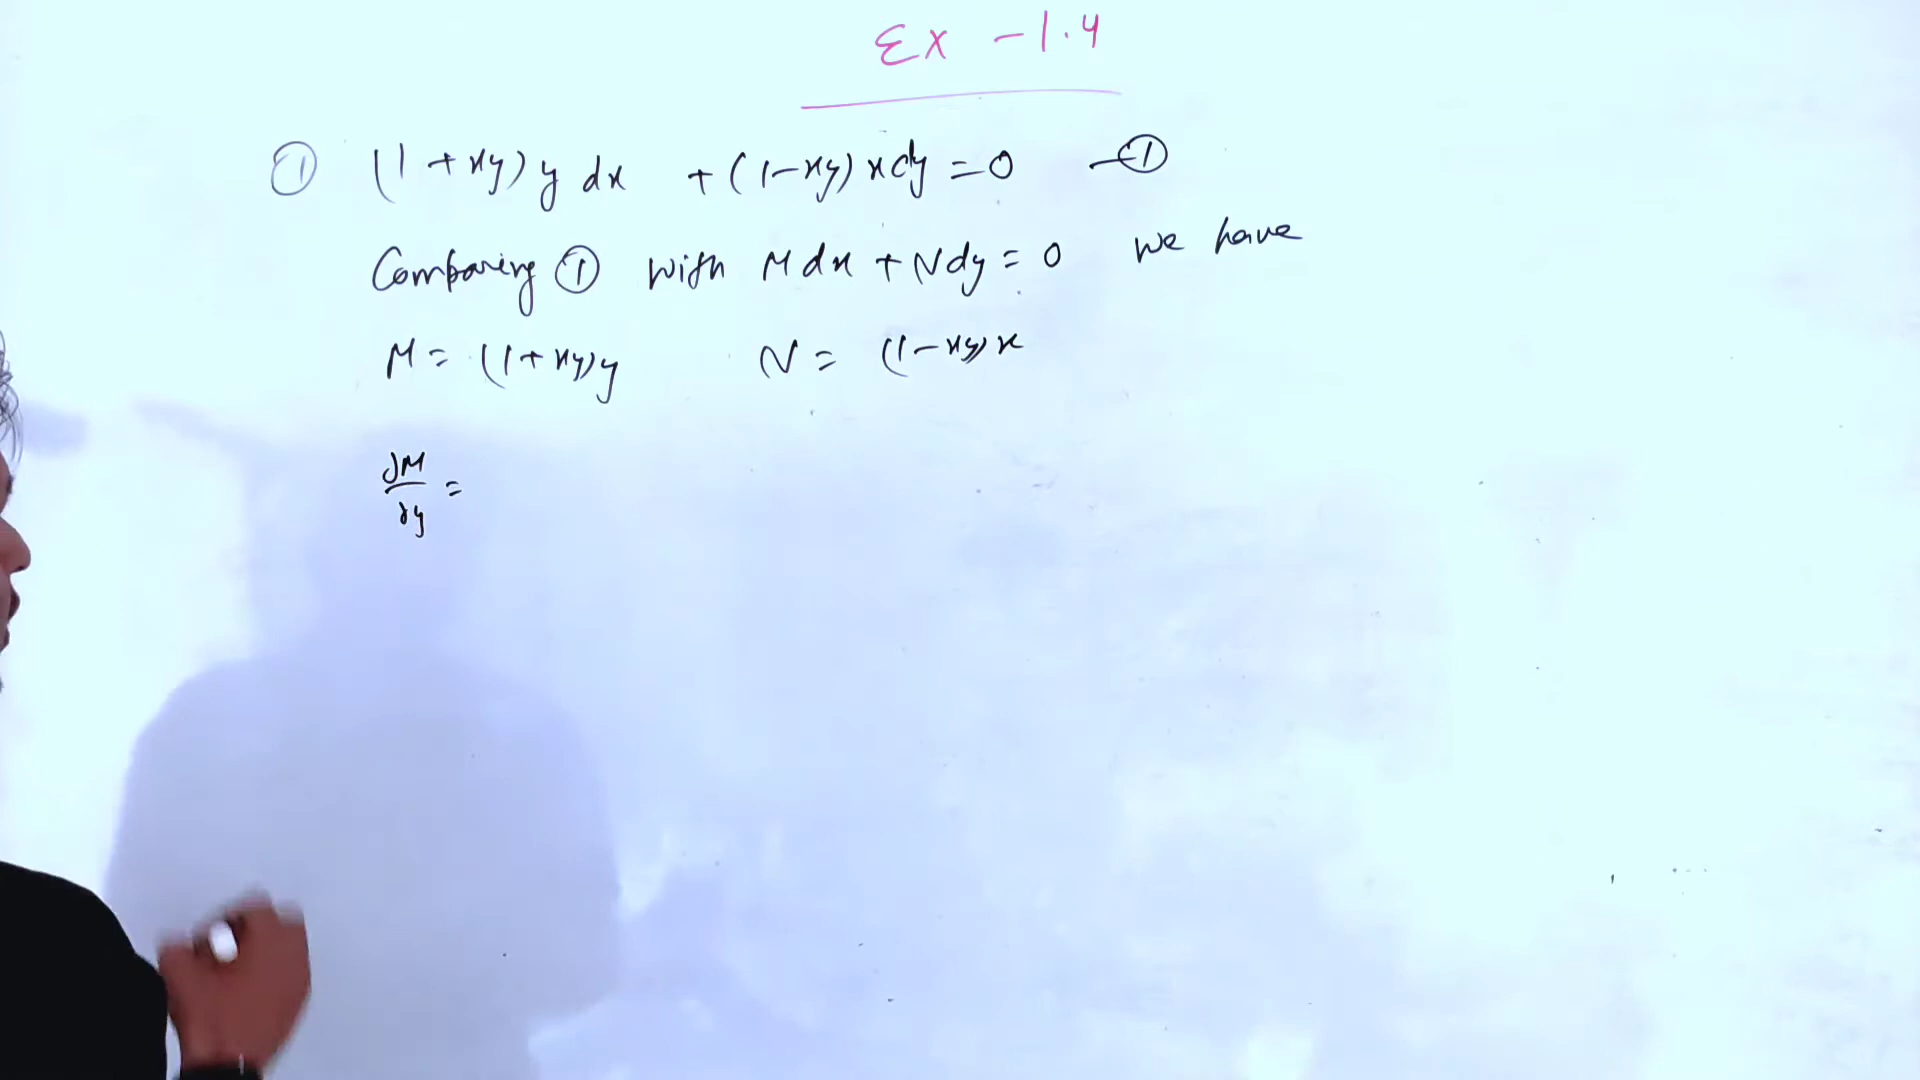 Ex - 1.4
① (1 + xy) y dx + (1 - xy) x dy = 0 — ①
Comparing ① with M dx + N dy = 0 we have
M = (1 + xy) y N = (1 - xy) x
∂M/∂y =